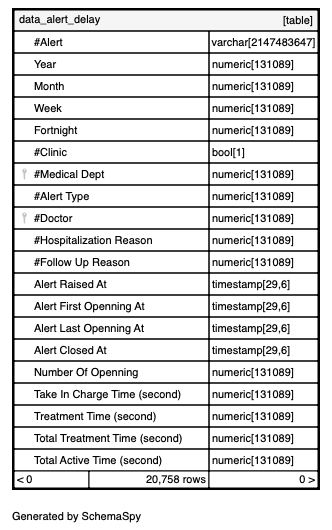 data_alert_delay [table]
#Alert varchar[2147483647]
Year numeric[131089]
Month numeric[131089]
Week numeric[131089]
Fortnight numeric[131089]
#Clinic bool[1]
#Medical Dept numeric[131089]
#Alert Type numeric[131089]
#Doctor numeric[131089]
#Hospitalization Reason numeric[131089]
#Follow Up Reason numeric[131089]
Alert Raised At timestamp[29,6]
Alert First Openning At timestamp[29,6]
Alert Last Openning At timestamp[29,6]
Alert Closed At timestamp[29,6]
Number Of Openning numeric[131089]
Take In Charge Time (second) numeric[131089]
Treatment Time (second) numeric[131089]
Total Treatment Time (second) numeric[131089]
Total Active Time (second) numeric[131089]
< 0 20,758 rows 0 >
Generated by SchemaSpy